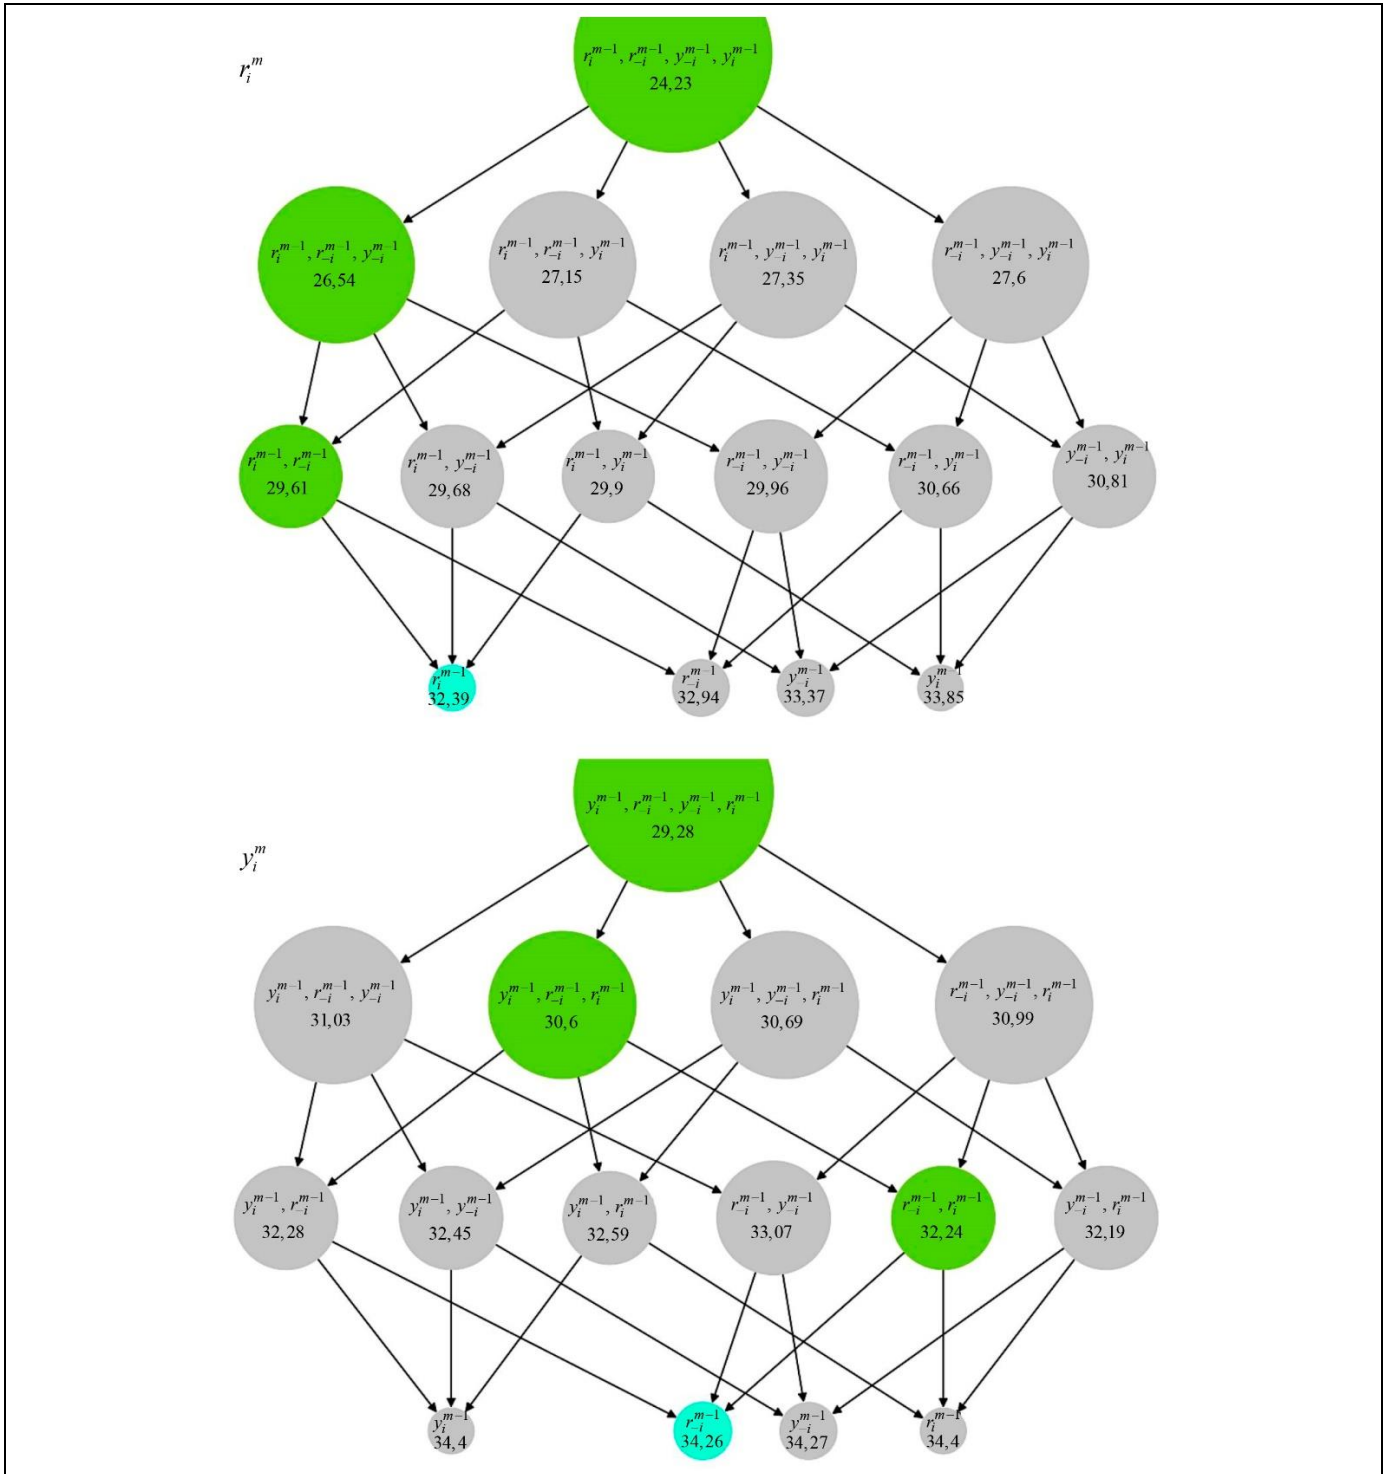 r_i^{m-1}, r_{-i}^{m-1}, y_{-i}^{m-1}, y_i^{m-1}
24,23
r_i^m
r_i^{m-1}, r_{-i}^{m-1}, y_{-i}^{m-1}
26,54
r_i^{m-1}, r_{-i}^{m-1}, y_i^{m-1}
27,15
r_i^{m-1}, y_{-i}^{m-1}, y_i^{m-1}
27,35
r_{-i}^{m-1}, y_{-i}^{m-1}, y_i^{m-1}
27,6
r_i^{m-1}, r_{-i}^{m-1}
29,61
r_i^{m-1}, y_{-i}^{m-1}
29,68
r_i^{m-1}, y_i^{m-1}
29,9
r_{-i}^{m-1}, y_{-i}^{m-1}
29,96
r_{-i}^{m-1}, y_i^{m-1}
30,66
y_{-i}^{m-1}, y_i^{m-1}
30,81
r_i^{m-1}
32,39
r_{-i}^{m-1}
32,94
y_{-i}^{m-1}
33,37
y_i^{m-1}
33,85
y_i^{m-1}, r_{-i}^{m-1}, y_{-i}^{m-1}, r_i^{m-1}
29,28
y_i^m
y_i^{m-1}, r_{-i}^{m-1}, y_{-i}^{m-1}
31,03
y_i^{m-1}, r_{-i}^{m-1}, r_i^{m-1}
30,6
y_i^{m-1}, y_{-i}^{m-1}, r_i^{m-1}
30,69
r_{-i}^{m-1}, y_{-i}^{m-1}, r_i^{m-1}
30,99
y_i^{m-1}, r_{-i}^{m-1}
32,28
y_i^{m-1}, y_{-i}^{m-1}
32,45
y_i^{m-1}, r_i^{m-1}
32,59
r_{-i}^{m-1}, y_{-i}^{m-1}
33,07
r_{-i}^{m-1}, r_i^{m-1}
32,24
y_{-i}^{m-1}, r_i^{m-1}
32,19
y_i^{m-1}
34,4
r_{-i}^{m-1}
34,26
y_{-i}^{m-1}
34,27
r_i^{m-1}
34,4